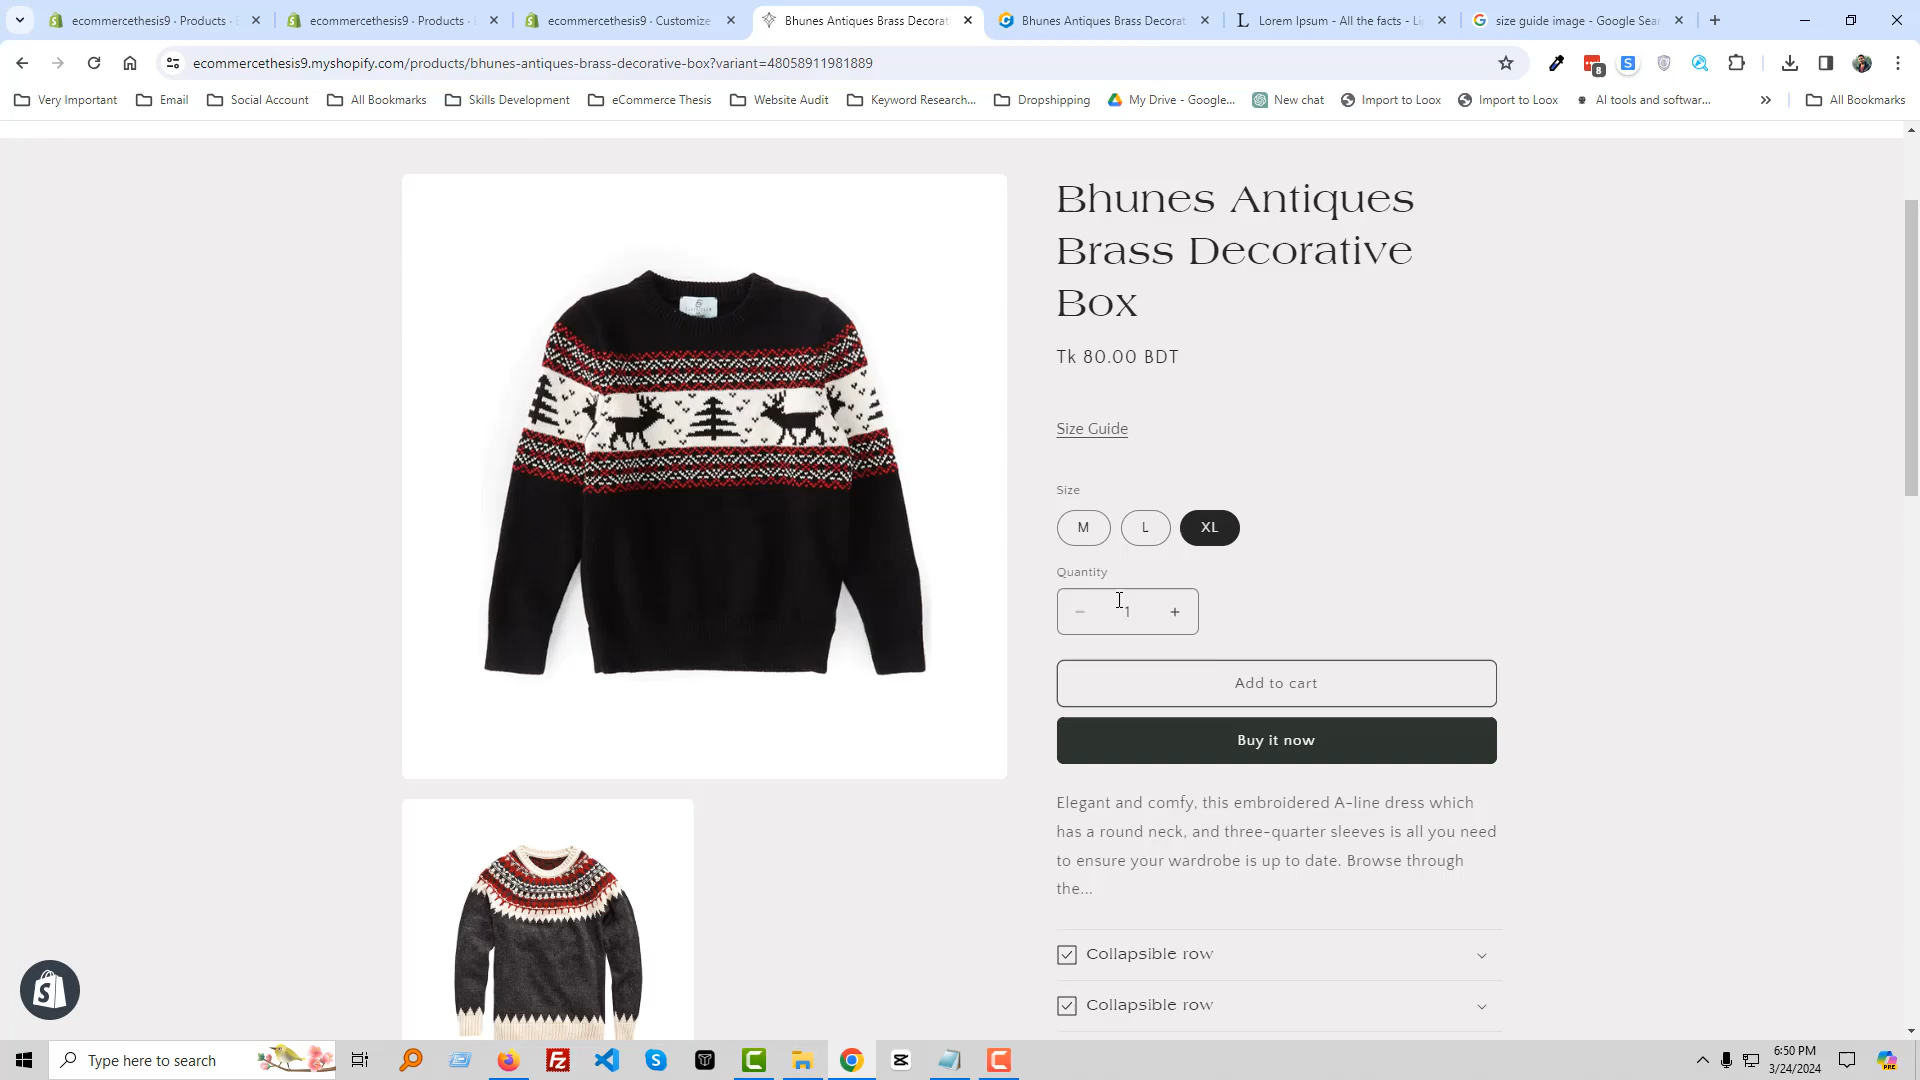 ecommercethesis9 · Products · E
ecommercethesis9 · Products ·
ecommercethesis9 · Customize
Bhunes Antiques Brass Decorat
Bhunes Antiques Brass Decorat
Lorem Ipsum - All the facts - Li
size guide image - Google Sear
ecommercethesis9.myshopify.com/products/bhunes-antiques-brass-decorative-box?variant=48058911981889
8
Very Important
Email
Social Account
All Bookmarks
Skills Development
eCommerce Thesis
Website Audit
Keyword Research...
Dropshipping
My Drive - Google...
New chat
Import to Loox
Import to Loox
AI tools and softwar...
All Bookmarks
Bhunes Antiques
Brass Decorative
Box
Tk 80.00 BDT
Size Guide
Size
M
L
XL
Quantity
1
Add to cart
Buy it now
Elegant and comfy, this embroidered A-line dress which
has a round neck, and three-quarter sleeves is all you need
to ensure your wardrobe is up to date. Browse through
the...
Collapsible row
Collapsible row
Type here to search
6:50 PM
3/24/2024